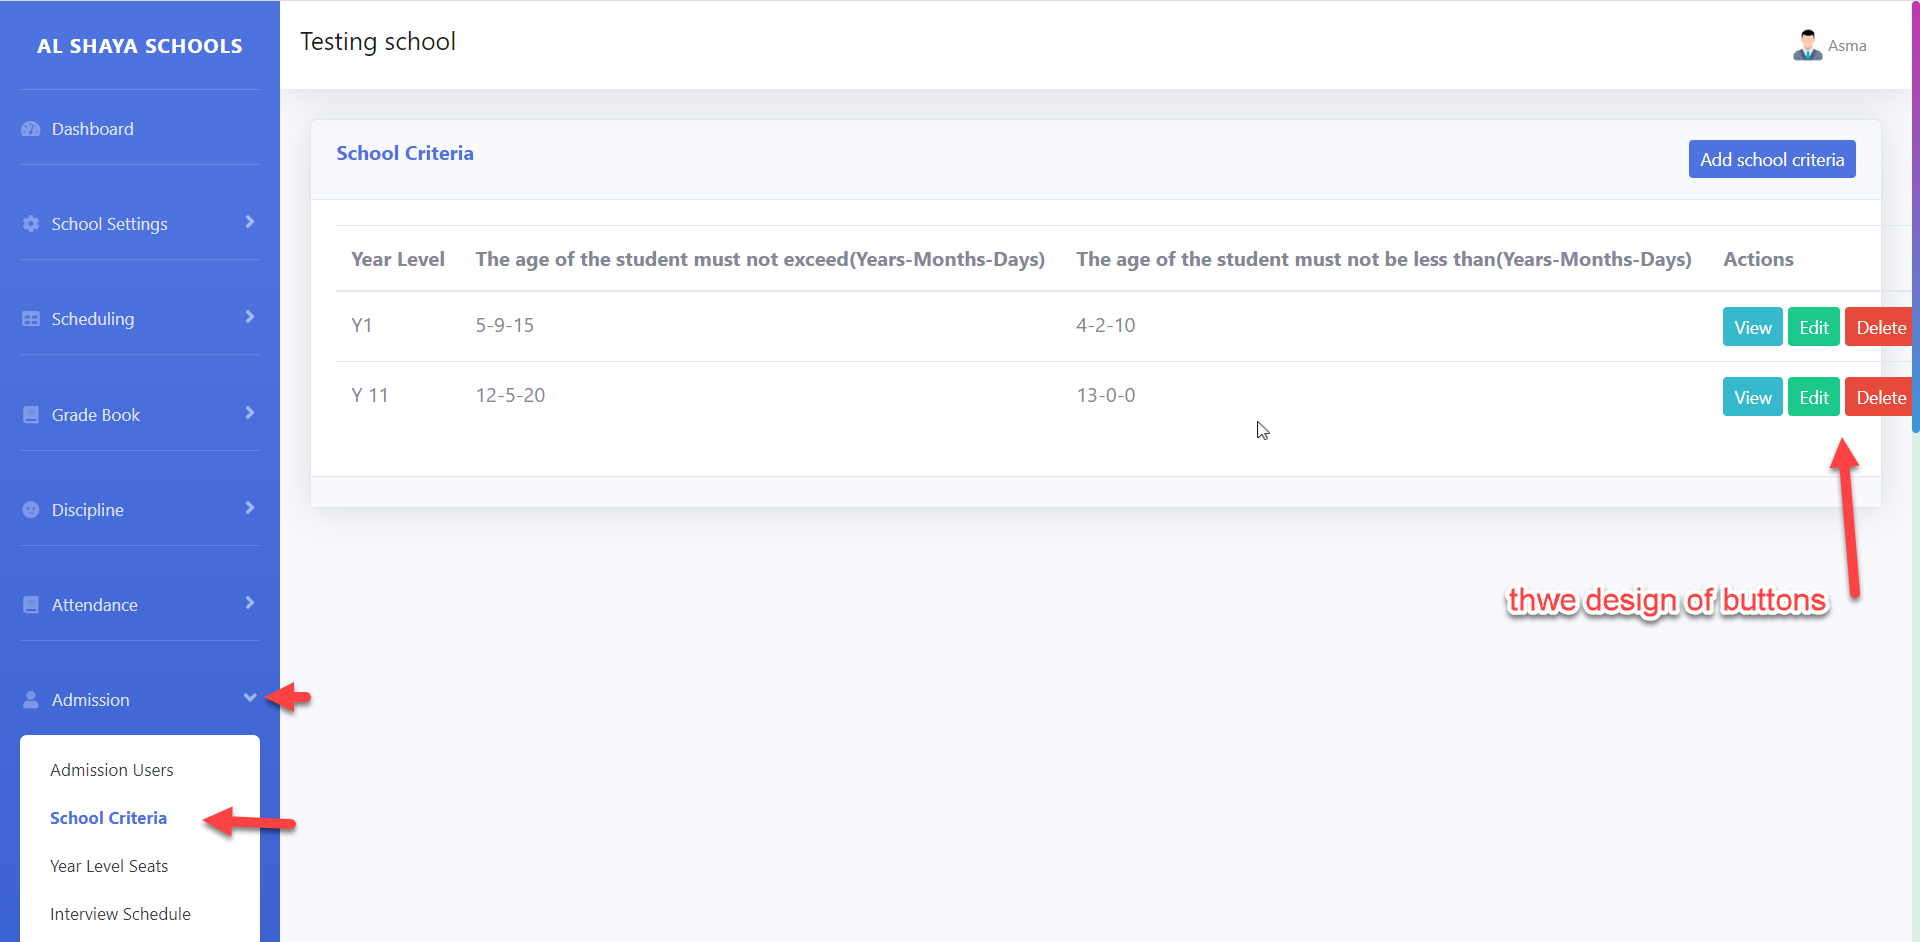 AL SHAYA SCHOOLS
Testing school
Asma
Dashboard
School Settings
Scheduling
Grade Book
Discipline
Attendance
Admission
Admission Users
School Criteria
Year Level Seats
Interview Schedule
School Criteria
Add school criteria
Year Level The age of the student must not exceed(Years-Months-Days) The age of the student must not be less than(Years-Months-Days) Actions
Y1 5-9-15 4-2-10 View Edit Delete
Y 11 12-5-20 13-0-0 View Edit Delete
thwe design of buttons